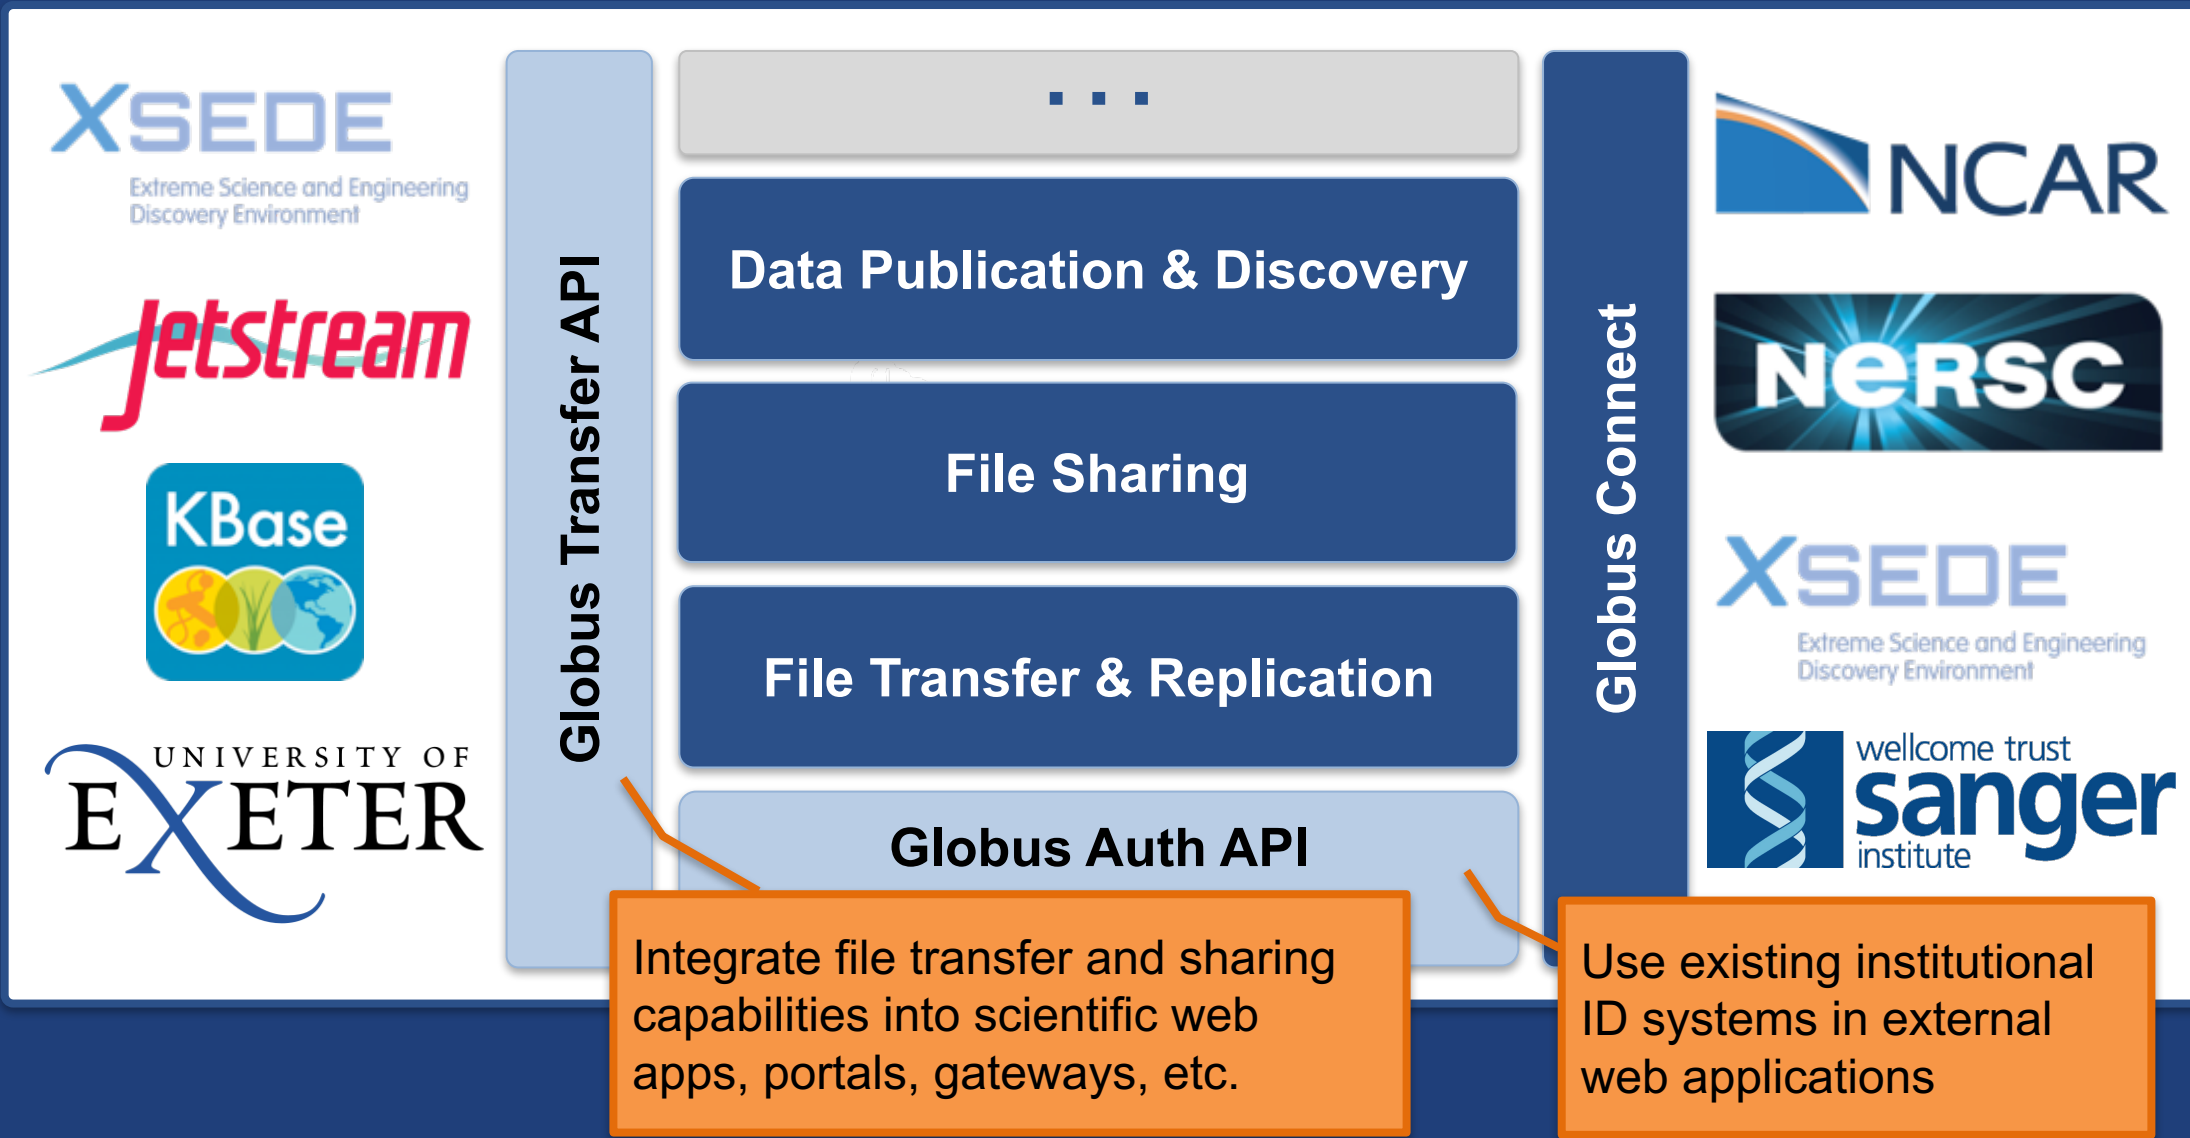 XSEDE
Extreme Science and Engineering
Discovery Environment
Jetstream
KBase
UNIVERSITY OF
EXETER
Globus Transfer API
...
Data Publication & Discovery
File Sharing
File Transfer & Replication
Globus Auth API
Globus Connect
NCAR
NERSC
XSEDE
Extreme Science and Engineering
Discovery Environment
wellcome trust
sanger
institute
Integrate file transfer and sharing
capabilities into scientific web
apps, portals, gateways, etc.
Use existing institutional
ID systems in external
web applications